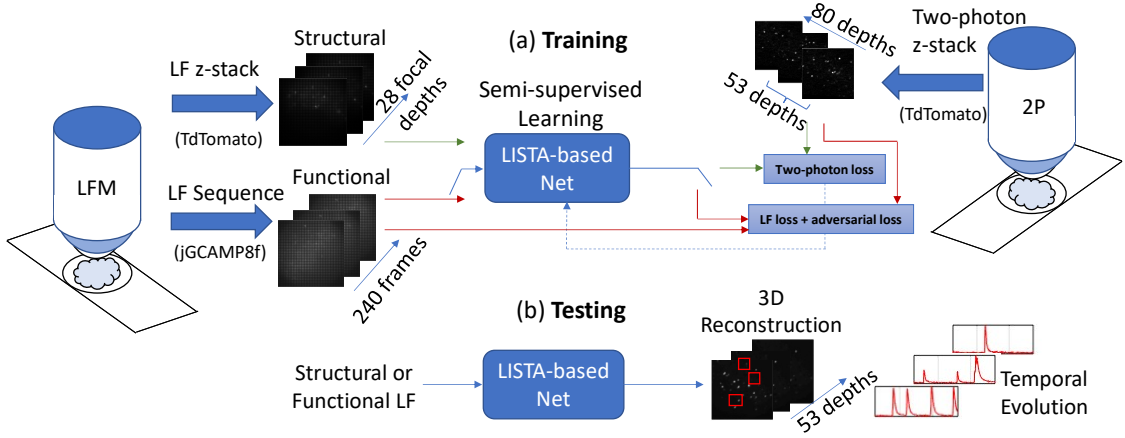 (a) Training
Structural
LF z-stack
(TdTomato)
28 focal
depths
LFM
LF Sequence
(jGCAMP8f)
Functional
240 frames
Semi-supervised
Learning
LISTA-based
Net
80 depths
53 depths
Two-photon
z-stack
(TdTomato)
2P
Two-photon loss
LF loss + adversarial loss
(b) Testing
Structural or
Functional LF
LISTA-based
Net
3D
Reconstruction
53 depths
Temporal
Evolution